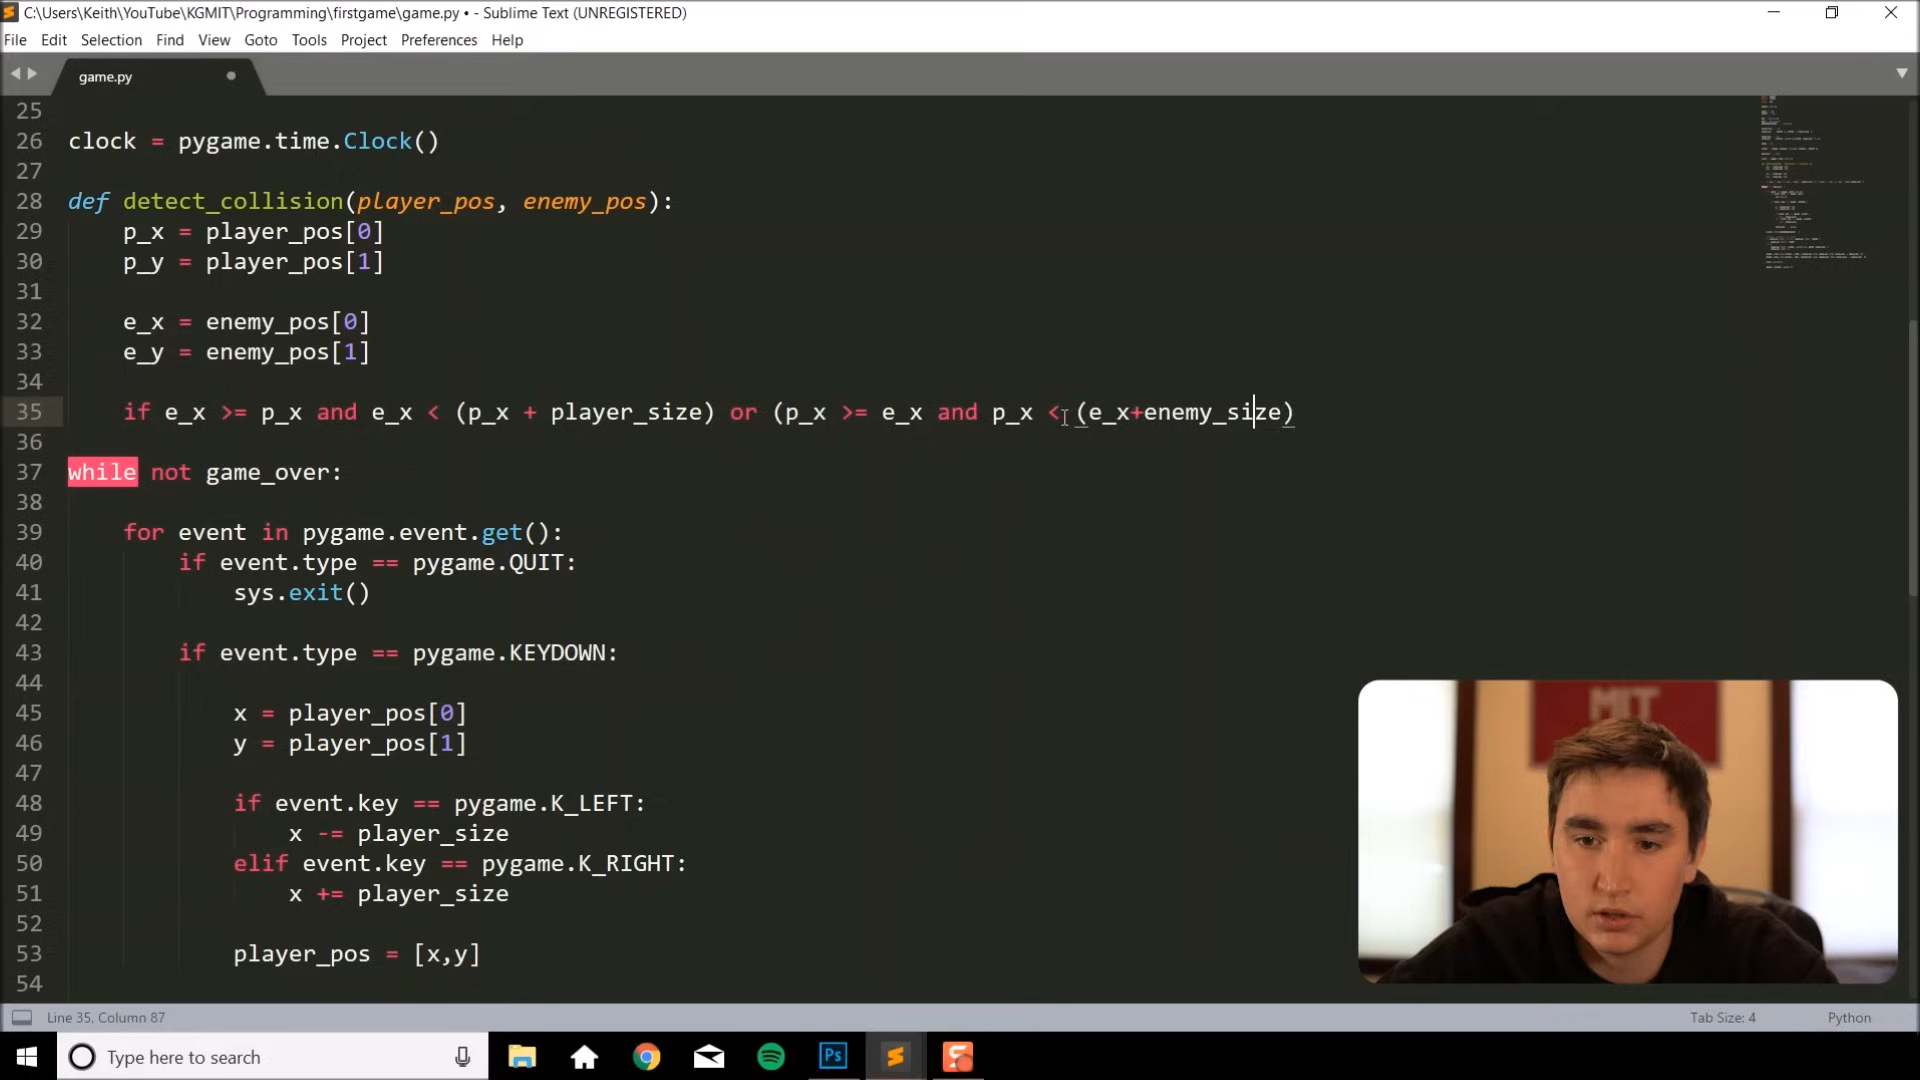 C:\Users\Keith\YouTube\KGMIT\Programming\firstgame\game.py • - Sublime Text (UNREGISTERED)
File Edit Selection Find View Goto Tools Project Preferences Help
game.py
25
26 clock = pygame.time.Clock()
27
28 def detect_collision(player_pos, enemy_pos):
29 p_x = player_pos[0]
30 p_y = player_pos[1]
31
32 e_x = enemy_pos[0]
33 e_y = enemy_pos[1]
34
35 if e_x >= p_x and e_x < (p_x + player_size) or (p_x >= e_x and p_x < (e_x+enemy_size)
36
37 while not game_over:
38
39 for event in pygame.event.get():
40 if event.type == pygame.QUIT:
41 sys.exit()
42
43 if event.type == pygame.KEYDOWN:
44
45 x = player_pos[0]
46 y = player_pos[1]
47
48 if event.key == pygame.K_LEFT:
49 x -= player_size
50 elif event.key == pygame.K_RIGHT:
51 x += player_size
52
53 player_pos = [x,y]
54
MIT
Line 35, Column 87 Tab Size: 4 Python
Type here to search Ps